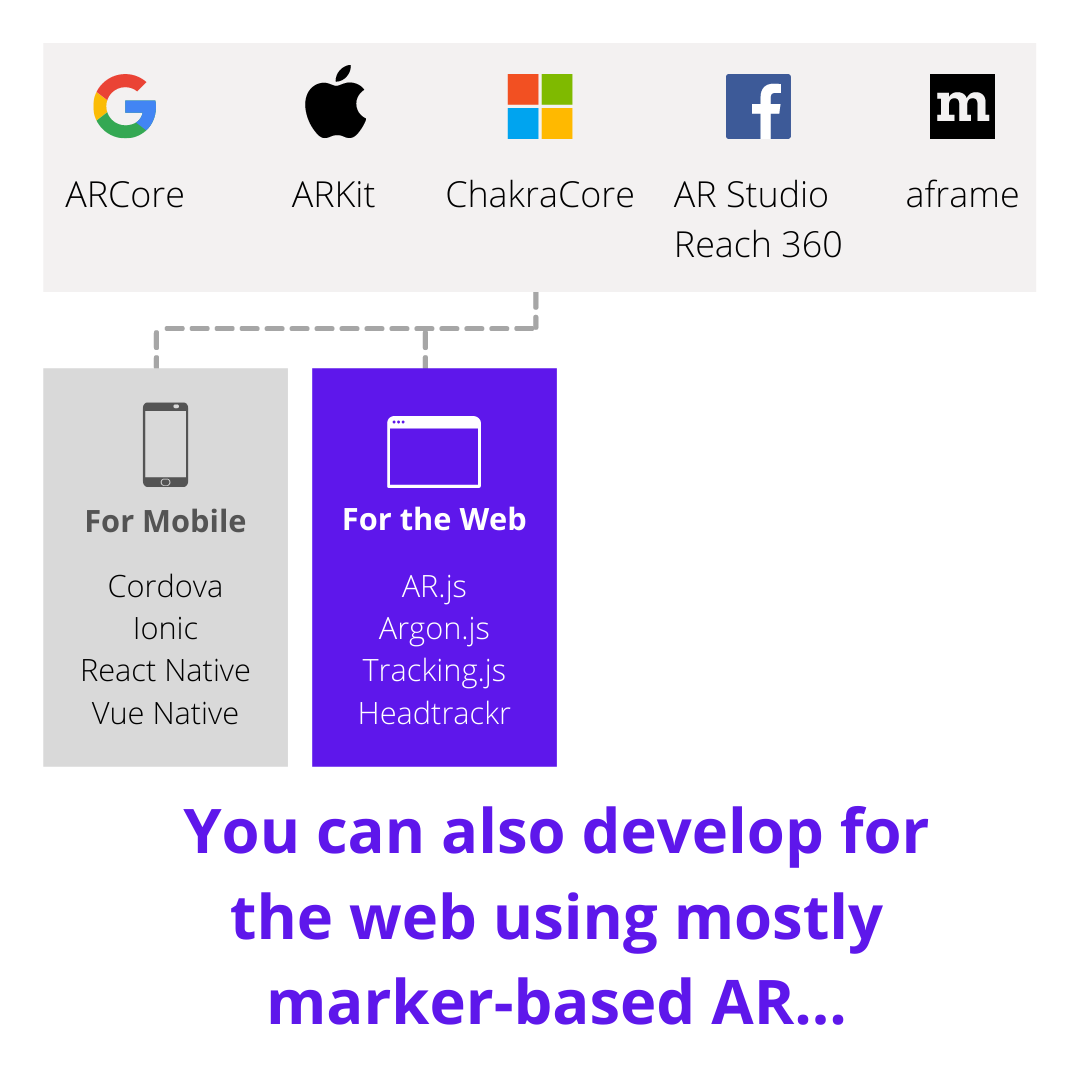 ARCore
ARKit
ChakraCore
AR Studio
Reach 360
m
aframe
For Mobile
Cordova
Ionic
React Native
Vue Native
For the Web
AR.js
Argon.js
Tracking.js
Headtrackr
You can also develop for
the web using mostly
marker-based AR...